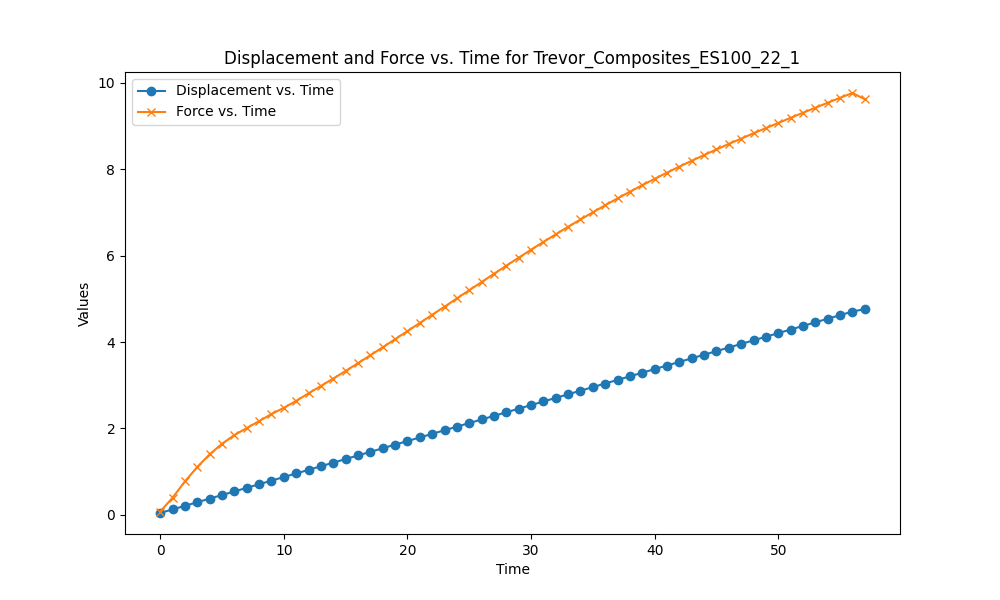 Displacement and Force vs. Time for Trevor_Composites_ES100_22_1
Displacement vs. Time
Force vs. Time
10
8
6
4
2
0
Values
0 10 20 30 40 50
Time